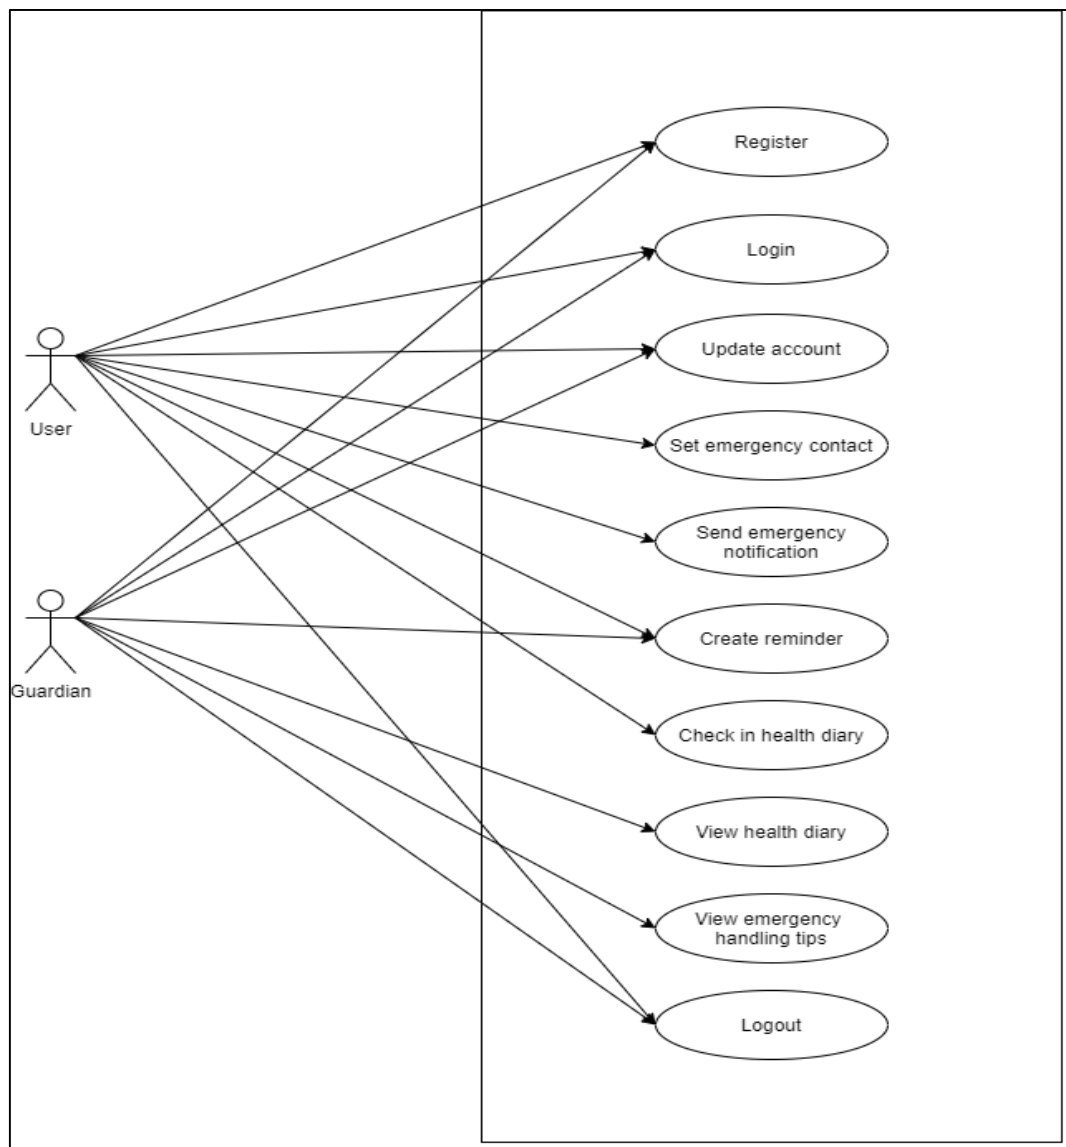 Register
Login
Update account
Set emergency contact
User
Send emergency
notification
Create reminder
Guardian
Check in health diary
View health diary
View emergency
handling tips
Logout